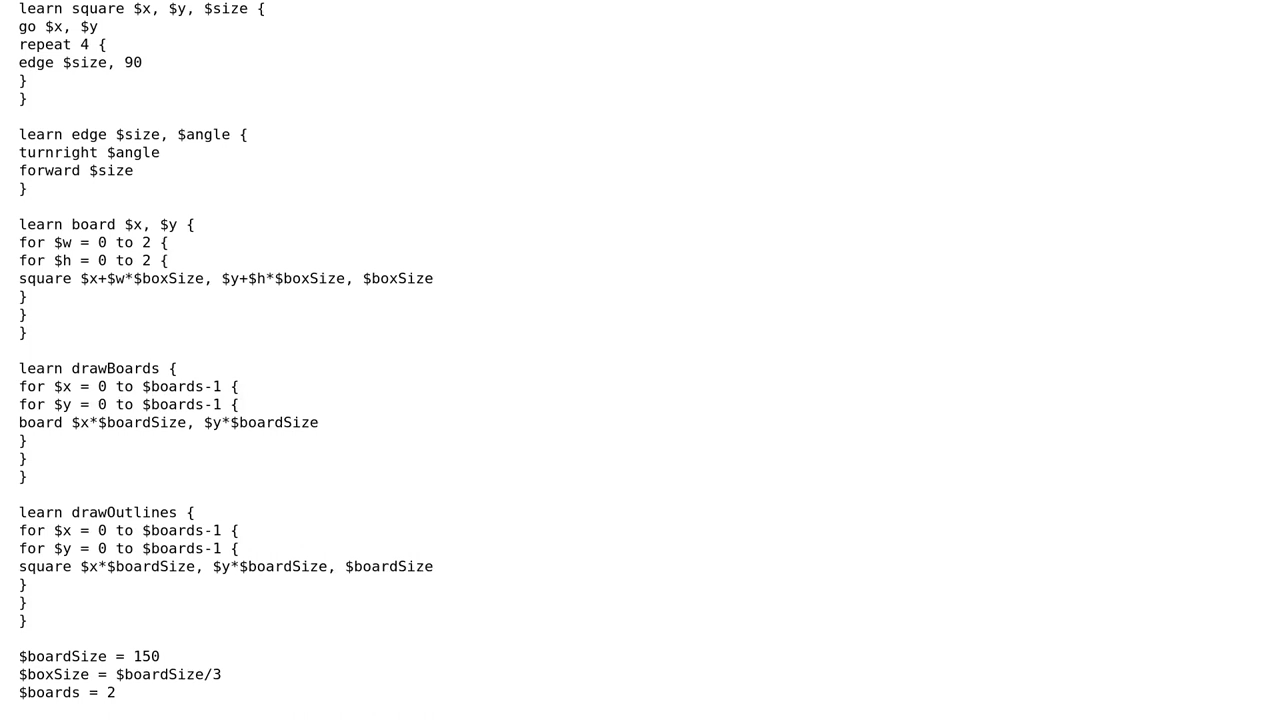 learn square $x, $y, $size {
go $x, $y
repeat 4 {
edge $size, 90
}
}

learn edge $size, $angle {
turnright $angle
forward $size
}

learn board $x, $y {
for $w = 0 to 2 {
for $h = 0 to 2 {
square $x+$w*$boxSize, $y+$h*$boxSize, $boxSize
}
}
}

learn drawBoards {
for $x = 0 to $boards-1 {
for $y = 0 to $boards-1 {
board $x*$boardSize, $y*$boardSize
}
}
}

learn drawOutlines {
for $x = 0 to $boards-1 {
for $y = 0 to $boards-1 {
square $x*$boardSize, $y*$boardSize, $boardSize
}
}
}

$boardSize = 150
$boxSize = $boardSize/3
$boards = 2